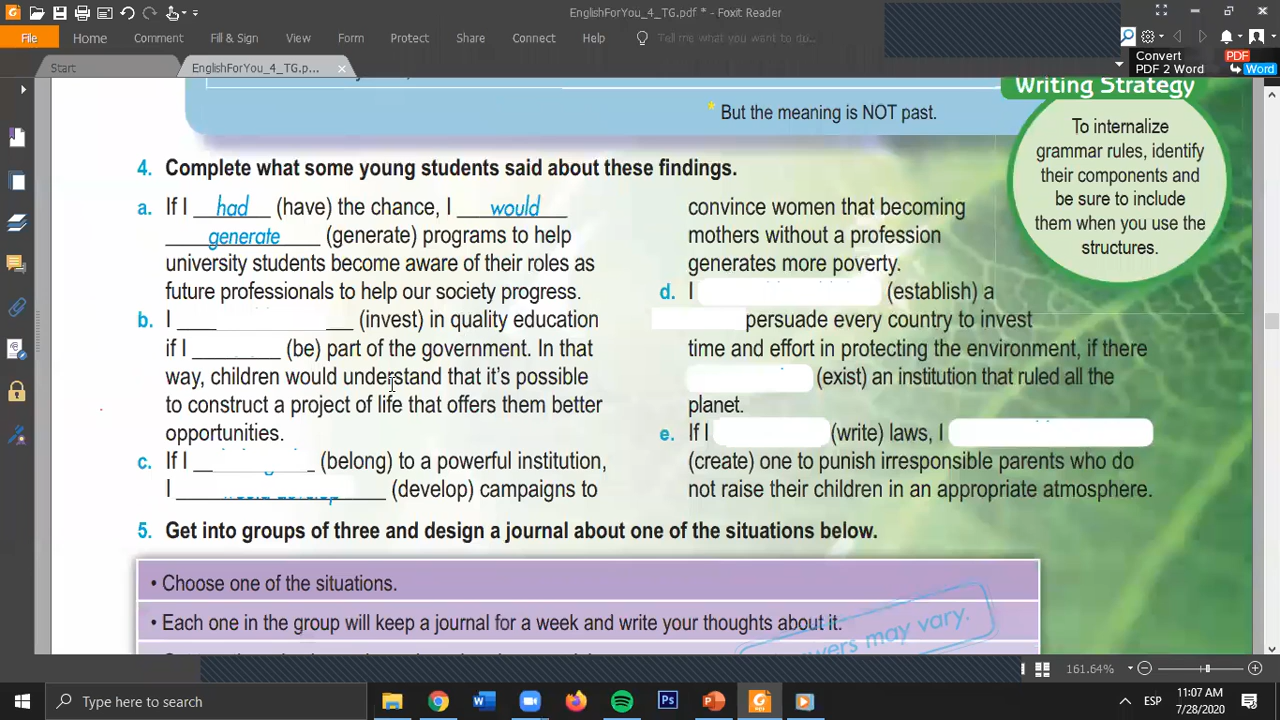 EnglishForYou_4_TG.pdf * - Foxit Reader
File Home Comment Fill & Sign View Form Protect Share Connect Help Tell me what you want to do...
Convert PDF
PDF 2 Word Word
Start EnglishForYou_4_TG.p... ×
Writing Strategy
To internalize
grammar rules, identify
their components and
be sure to include
them when you use the
structures.
* But the meaning is NOT past.
4. Complete what some young students said about these findings.
a. If I had (have) the chance, I would
generate (generate) programs to help
university students become aware of their roles as
future professionals to help our society progress.
b. I (invest) in quality education
if I (be) part of the government. In that
way, children would understand that it's possible
to construct a project of life that offers them better
opportunities.
c. If I (belong) to a powerful institution,
I (develop) campaigns to
convince women that becoming
mothers without a profession
generates more poverty.
d. I (establish) a
persuade every country to invest
time and effort in protecting the environment, if there
(exist) an institution that ruled all the
planet.
e. If I (write) laws, I
(create) one to punish irresponsible parents who do
not raise their children in an appropriate atmosphere.
5. Get into groups of three and design a journal about one of the situations below.
• Choose one of the situations.
• Each one in the group will keep a journal for a week and write your thoughts about it.
may vary.
161.64%
Type here to search
ESP
11:07 AM
7/28/2020